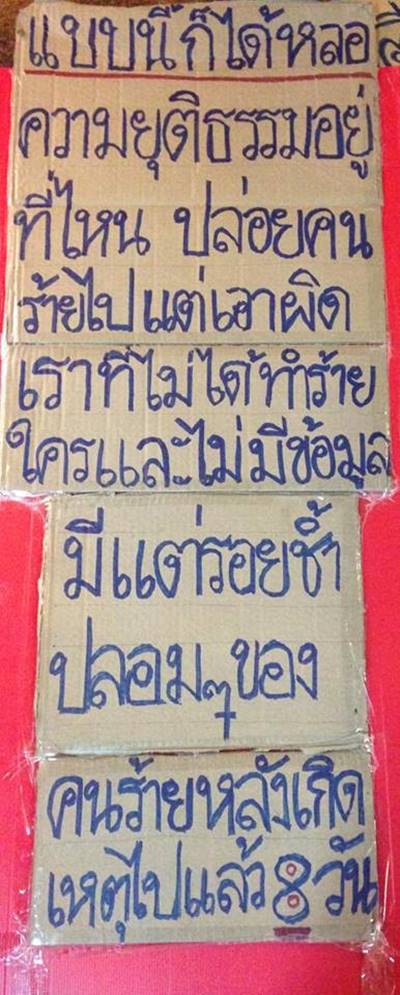 แบบนี้ก็ได้หลอ
ความยุติธรรมอยู่
ที่ไหน ปล่อยคน
ร้ายไปแต่เอาผิด
เราที่ไม่ได้ทำร้าย
ใครและไม่มีข้อมูล
มีแต่รอยช้ำ
ปลอมๆของ
คนร้ายหลังเกิด
เหตุไปแล้ว 8 วัน